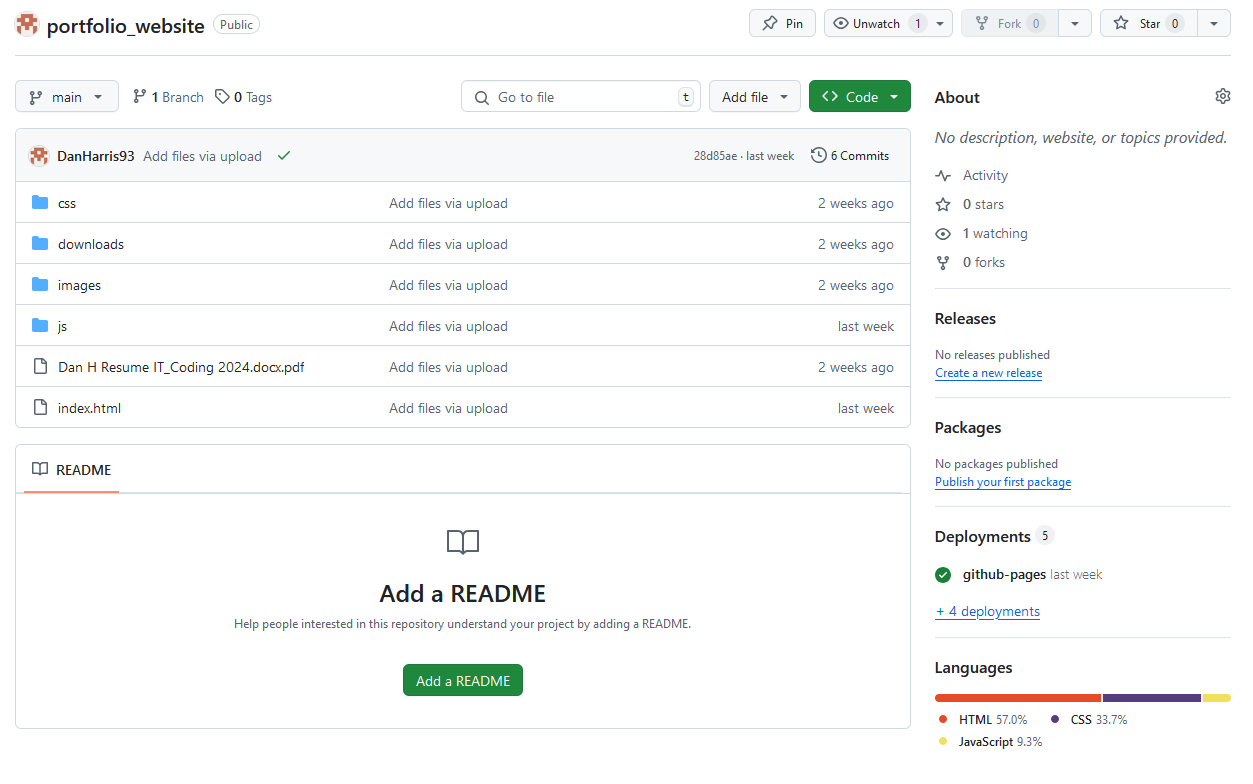 portfolio_website Public Pin Unwatch 1 Fork 0 Star 0
main 1 Branch 0 Tags Go to file t Add file Code
DanHarris93 Add files via upload 28d85ae · last week 6 Commits
css Add files via upload 2 weeks ago
downloads Add files via upload 2 weeks ago
images Add files via upload 2 weeks ago
js Add files via upload last week
Dan H Resume IT_Coding 2024.docx.pdf Add files via upload 2 weeks ago
index.html Add files via upload last week
README
Add a README
Help people interested in this repository understand your project by adding a README.
Add a README
About
No description, website, or topics provided.
Activity
0 stars
1 watching
0 forks
Releases
No releases published
Create a new release
Packages
No packages published
Publish your first package
Deployments 5
github-pages last week
+ 4 deployments
Languages
HTML 57.0% CSS 33.7%
JavaScript 9.3%